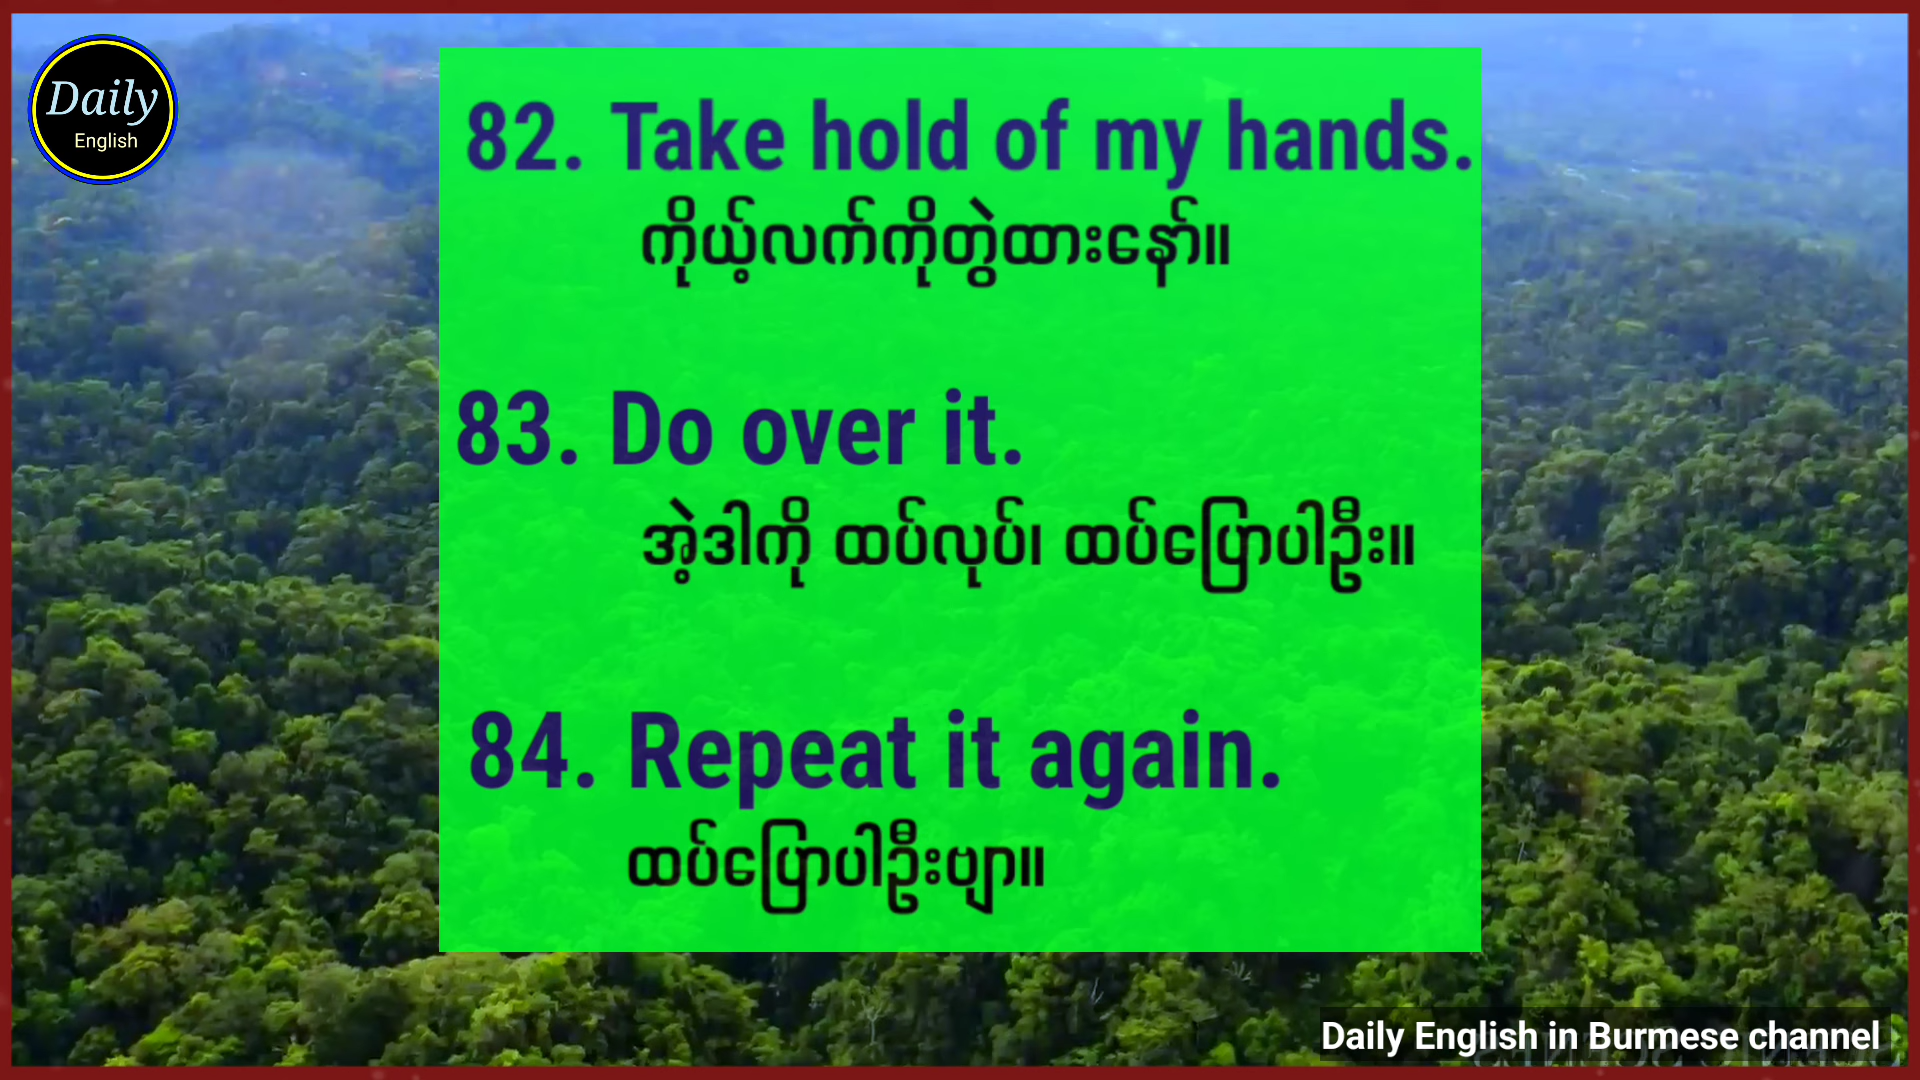 Daily
English
82. Take hold of my hands.
ကိုယ့်လက်ကိုတွဲထားနော်။
83. Do over it.
အဲ့ဒါကို ထပ်လုပ်၊ ထပ်ပြောပါဦး။
84. Repeat it again.
ထပ်ပြောပါဦးဗျာ။
Daily English in Burmese channel